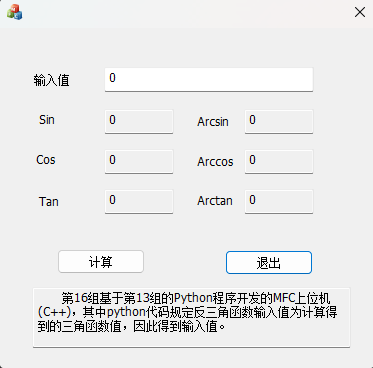 输入值 0
Sin 0 Arcsin 0
Cos 0 Arccos 0
Tan 0 Arctan 0
计算 退出
第16组基于第13组的Python程序开发的MFC上位机
(C++)，其中python代码规定反三角函数输入值为计算得
到的三角函数值，因此得到输入值。